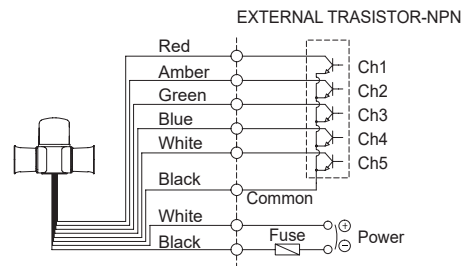 EXTERNAL TRASISTOR-NPN
Red
Amber
Green
Blue
White
Black
White
Black
Ch1
Ch2
Ch3
Ch4
Ch5
Common
Fuse
+
−
Power